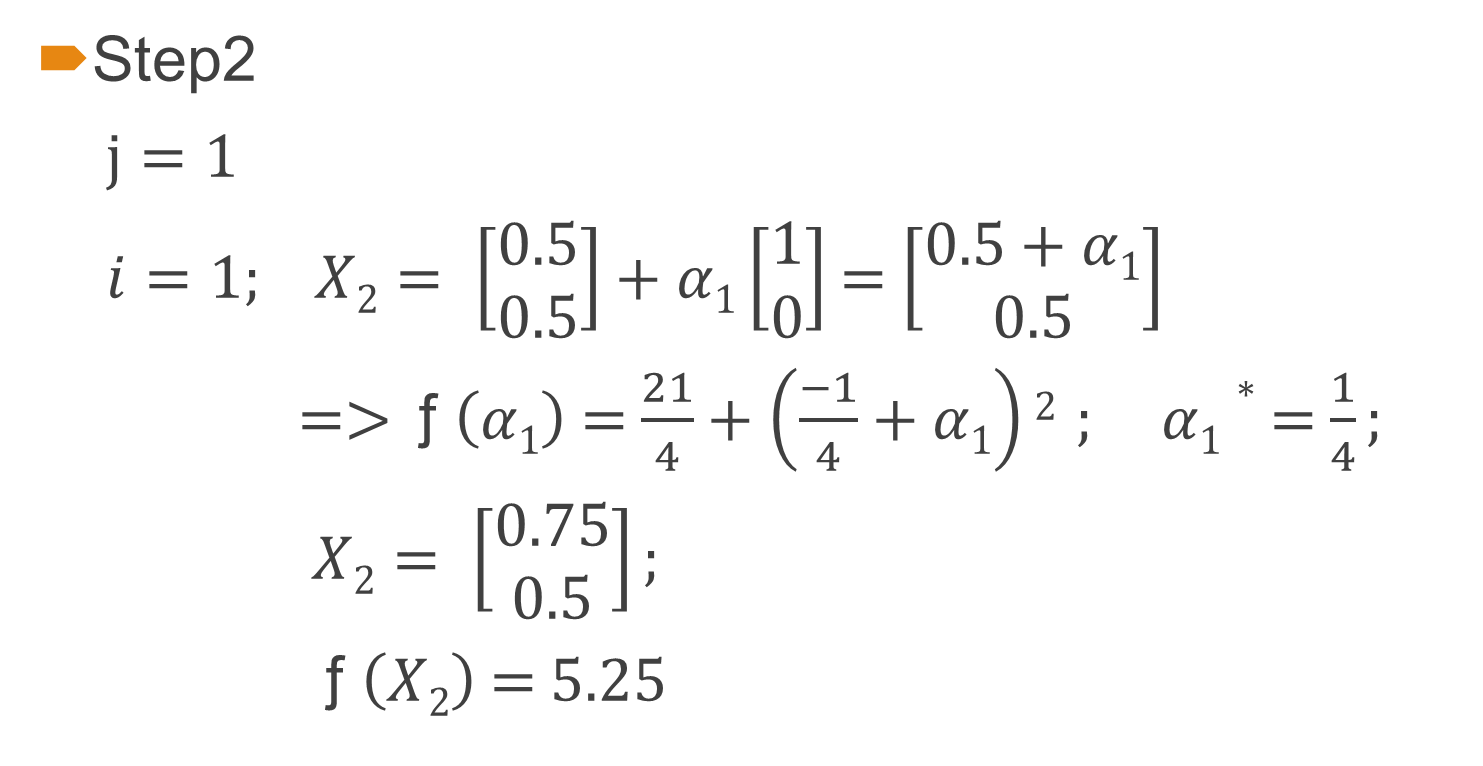 Step2
j = 1
i = 1; X₂ = [0.5 0.5] + α₁ [1 0] = [0.5 + α₁ 0.5]
=> ƒ (α₁) = 21/4 + (−1/4 + α₁)² ; α₁* = 1/4;
X₂ = [0.75 0.5];
ƒ (X₂) = 5.25